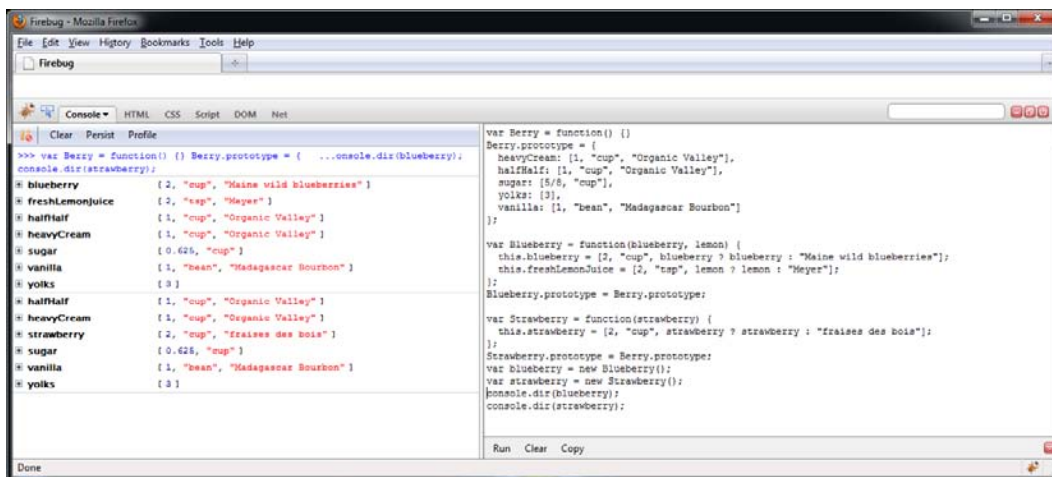 Firebug - Mozilla Firefox
File Edit View History Bookmarks Tools Help
Firebug
Console HTML CSS Script DOM Net
Clear Persist Profile
>>> var Berry = function() {} Berry.prototype = { ...onsole.dir(blueberry);
console.dir(strawberry);
blueberry [ 2, "cup", "Maine wild blueberries" ]
freshLemonJuice [ 2, "tsp", "Meyer" ]
halfHalf [ 1, "cup", "Organic Valley" ]
heavyCream [ 1, "cup", "Organic Valley" ]
sugar [ 0.625, "cup" ]
vanilla [ 1, "bean", "Madagascar Bourbon" ]
yolks [ 3 ]
halfHalf [ 1, "cup", "Organic Valley" ]
heavyCream [ 1, "cup", "Organic Valley" ]
strawberry [ 2, "cup", "fraises des bois" ]
sugar [ 0.625, "cup" ]
vanilla [ 1, "bean", "Madagascar Bourbon" ]
yolks [ 3 ]
var Berry = function() {}
Berry.prototype = {
heavyCream: [1, "cup", "Organic Valley"],
halfHalf: [1, "cup", "Organic Valley"],
sugar: [5/8, "cup"],
yolks: [3],
vanilla: [1, "bean", "Madagascar Bourbon"]
};
var Blueberry = function(blueberry, lemon) {
this.blueberry = [2, "cup", blueberry ? blueberry : "Maine wild blueberries"];
this.freshLemonJuice = [2, "tsp", lemon ? lemon : "Meyer"];
};
Blueberry.prototype = Berry.prototype;
var Strawberry = function(strawberry) {
this.strawberry = [2, "cup", strawberry ? strawberry : "fraises des bois"];
};
Strawberry.prototype = Berry.prototype;
var blueberry = new Blueberry();
var strawberry = new Strawberry();
console.dir(blueberry);
console.dir(strawberry);
Run Clear Copy
Done